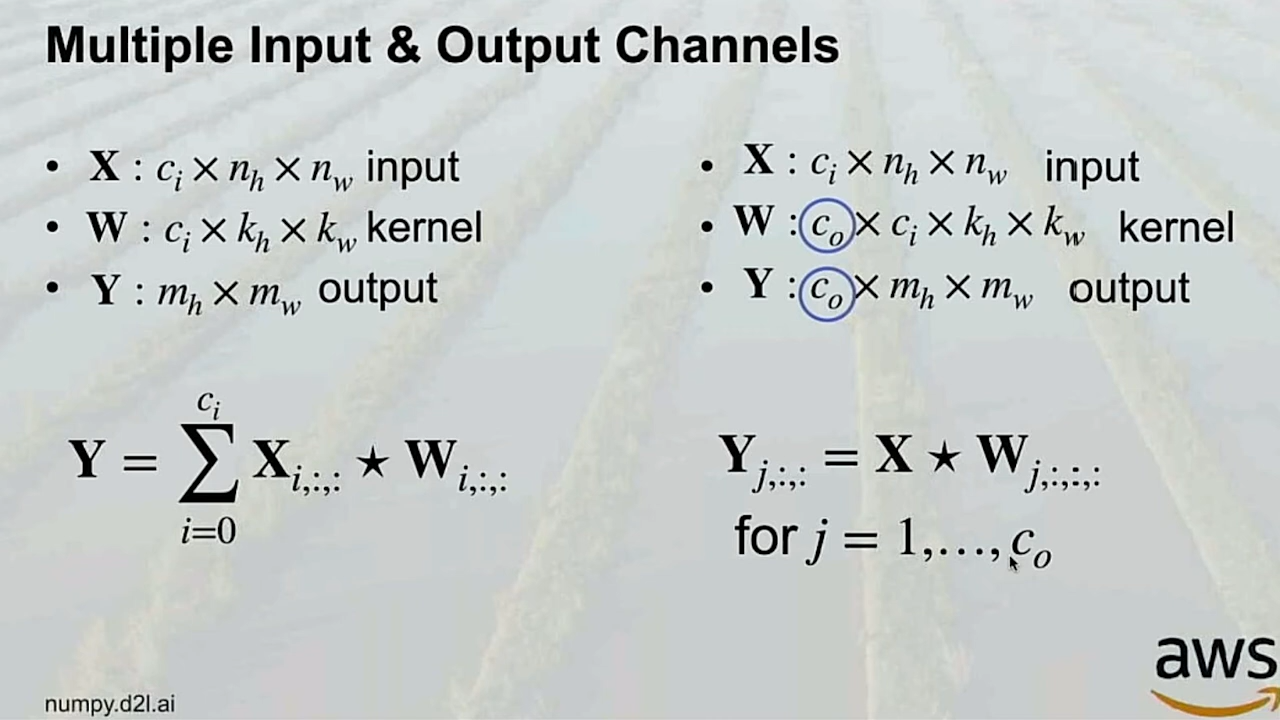 Multiple Input & Output Channels
• X : c_i × n_h × n_w input
• W : c_i × k_h × k_w kernel
• Y : m_h × m_w output
Y = ∑_{i=0}^{c_i} X_{i,:,:} ★ W_{i,:,:}
• X : c_i × n_h × n_w input
• W : c_o × c_i × k_h × k_w kernel
• Y : c_o × m_h × m_w output
Y_{j,:,:} = X ★ W_{j,:,:,:}
for j = 1,…, c_o
numpy.d2l.ai
aws